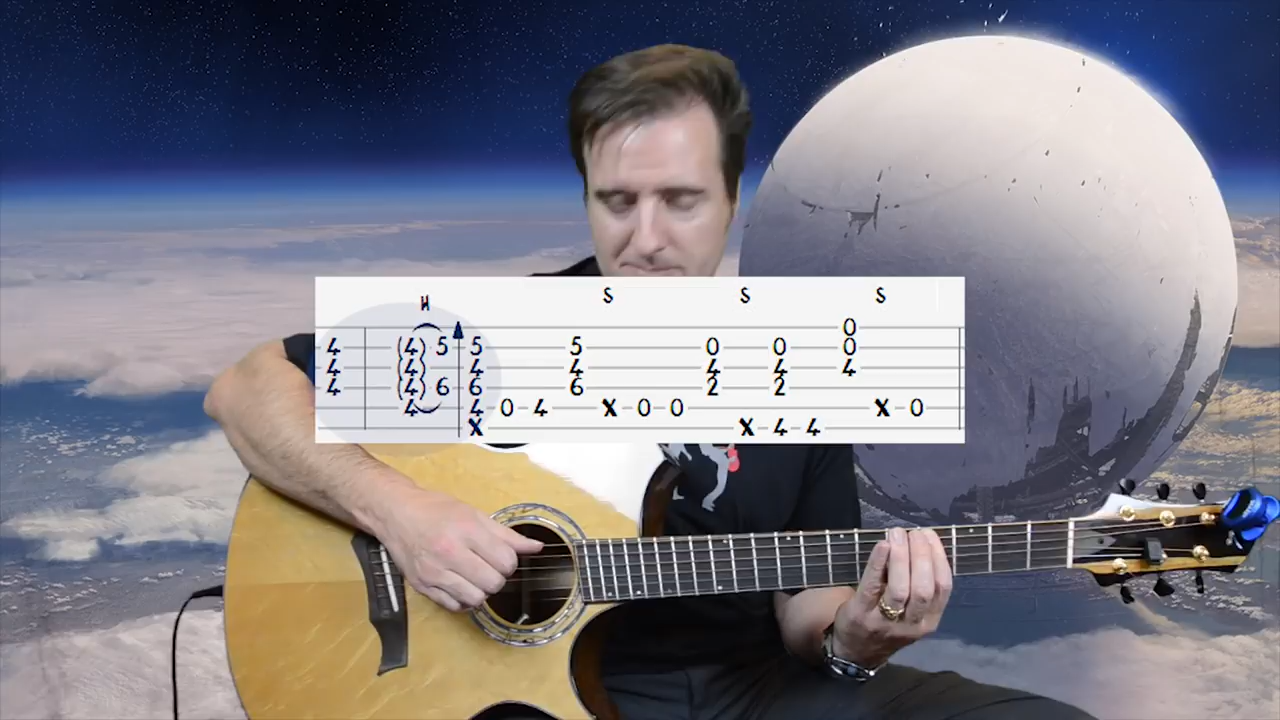 H S S S
0
4 (4) 5 5 5 0 0 0
4 (4) 4 4 4 4 4
4 (4) 6 6 6 2 2
4 4 0 4 X 0 0 X 0
X X 4 4